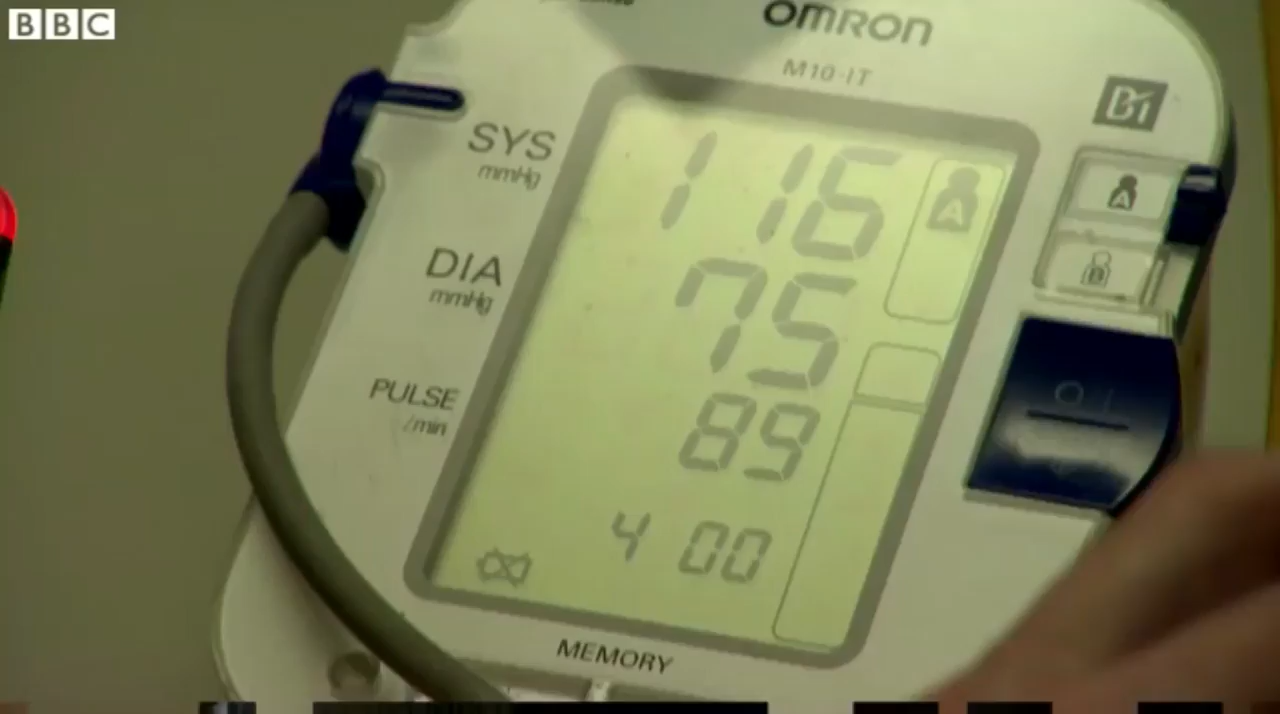 BBC
OMRON
M10-IT
SYS
mmHg
116
A
DIA
mmHg
75
PULSE
/min
89
4 00
MEMORY
A
B
O I